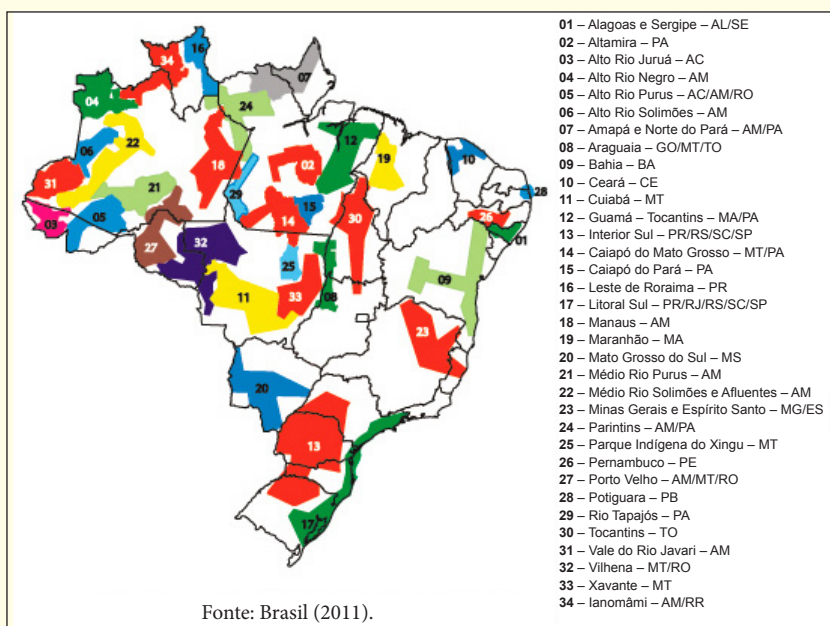 01 – Alagoas e Sergipe – AL/SE
02 – Altamira – PA
03 – Alto Rio Juruá – AC
04 – Alto Rio Negro – AM
05 – Alto Rio Purus – AC/AM/RO
06 – Alto Rio Solimões – AM
07 – Amapá e Norte do Pará – AM/PA
08 – Araguaia – GO/MT/TO
09 – Bahia – BA
10 – Ceará – CE
11 – Cuiabá – MT
12 – Guamá – Tocantins – MA/PA
13 – Interior Sul – PR/RS/SC/SP
14 – Caiapó do Mato Grosso – MT/PA
15 – Caiapó do Pará – PA
16 – Leste de Roraima – PR
17 – Litoral Sul – PR/RJ/RS/SC/SP
18 – Manaus – AM
19 – Maranhão – MA
20 – Mato Grosso do Sul – MS
21 – Médio Rio Purus – AM
22 – Médio Rio Solimões e Afluentes – AM
23 – Minas Gerais e Espírito Santo – MG/ES
24 – Parintins – AM/PA
25 – Parque Indígena do Xingu – MT
26 – Pernambuco – PE
27 – Porto Velho – AM/MT/RO
28 – Potiguara – PB
29 – Rio Tapajós – PA
30 – Tocantins – TO
31 – Vale do Rio Javari – AM
32 – Vilhena – MT/RO
33 – Xavante – MT
34 – Ianomâmi – AM/RR
16
34
07
04
24
22
12
06
19
10
18
02
28
31
21
29
15
26
03
05
14
30
01
27
32
25
09
11
33
08
23
20
13
17
Fonte: Brasil (2011).